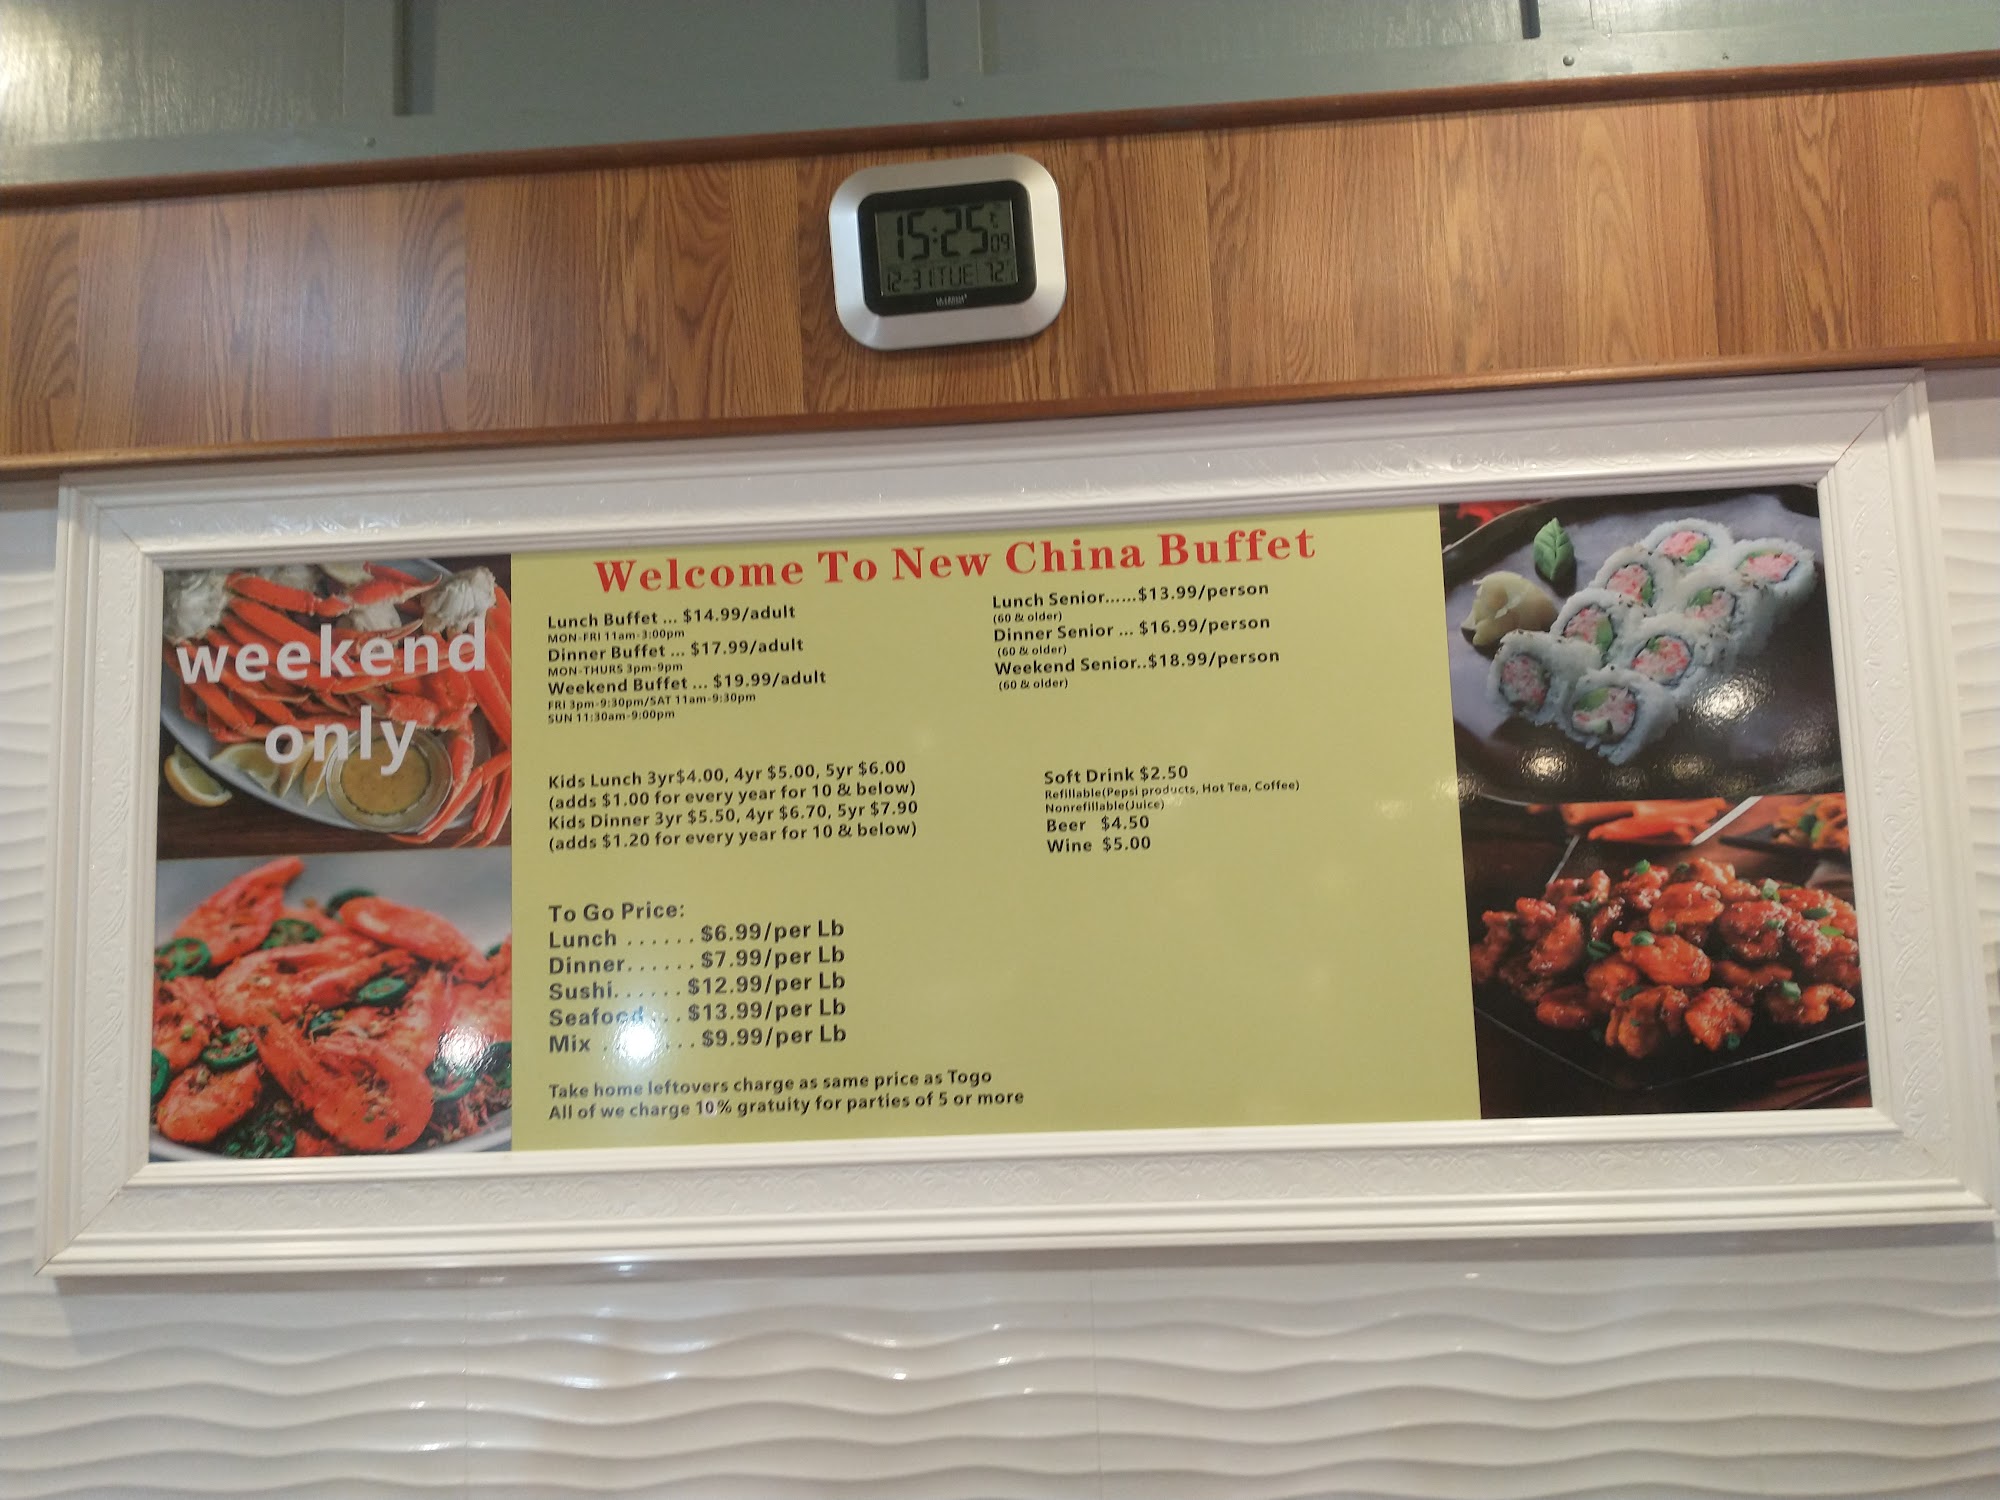 15:25 09
12-31 TUE 72
weekend
only
Welcome To New China Buffet
Lunch Buffet ... $14.99/adult
MON-FRI 11am-3:00pm
Dinner Buffet ... $17.99/adult
MON-THURS 3pm-9pm
Weekend Buffet ... $19.99/adult
FRI 3pm-9:30pm/SAT 11am-9:30pm
SUN 11:30am-9:00pm
Lunch Senior......$13.99/person
(60 & older)
Dinner Senior ... $16.99/person
(60 & older)
Weekend Senior..$18.99/person
(60 & older)
Kids Lunch 3yr$4.00, 4yr $5.00, 5yr $6.00
(adds $1.00 for every year for 10 & below)
Kids Dinner 3yr $5.50, 4yr $6.70, 5yr $7.90
(adds $1.20 for every year for 10 & below)
Soft Drink $2.50
Refillable(Pepsi products, Hot Tea, Coffee)
Nonrefillable(Juice)
Beer $4.50
Wine $5.00
To Go Price:
Lunch ...... $6.99/per Lb
Dinner...... $7.99/per Lb
Sushi...... $12.99/per Lb
Seafood ... $13.99/per Lb
Mix ...... $9.99/per Lb
Take home leftovers charge as same price as Togo
All of we charge 10% gratuity for parties of 5 or more